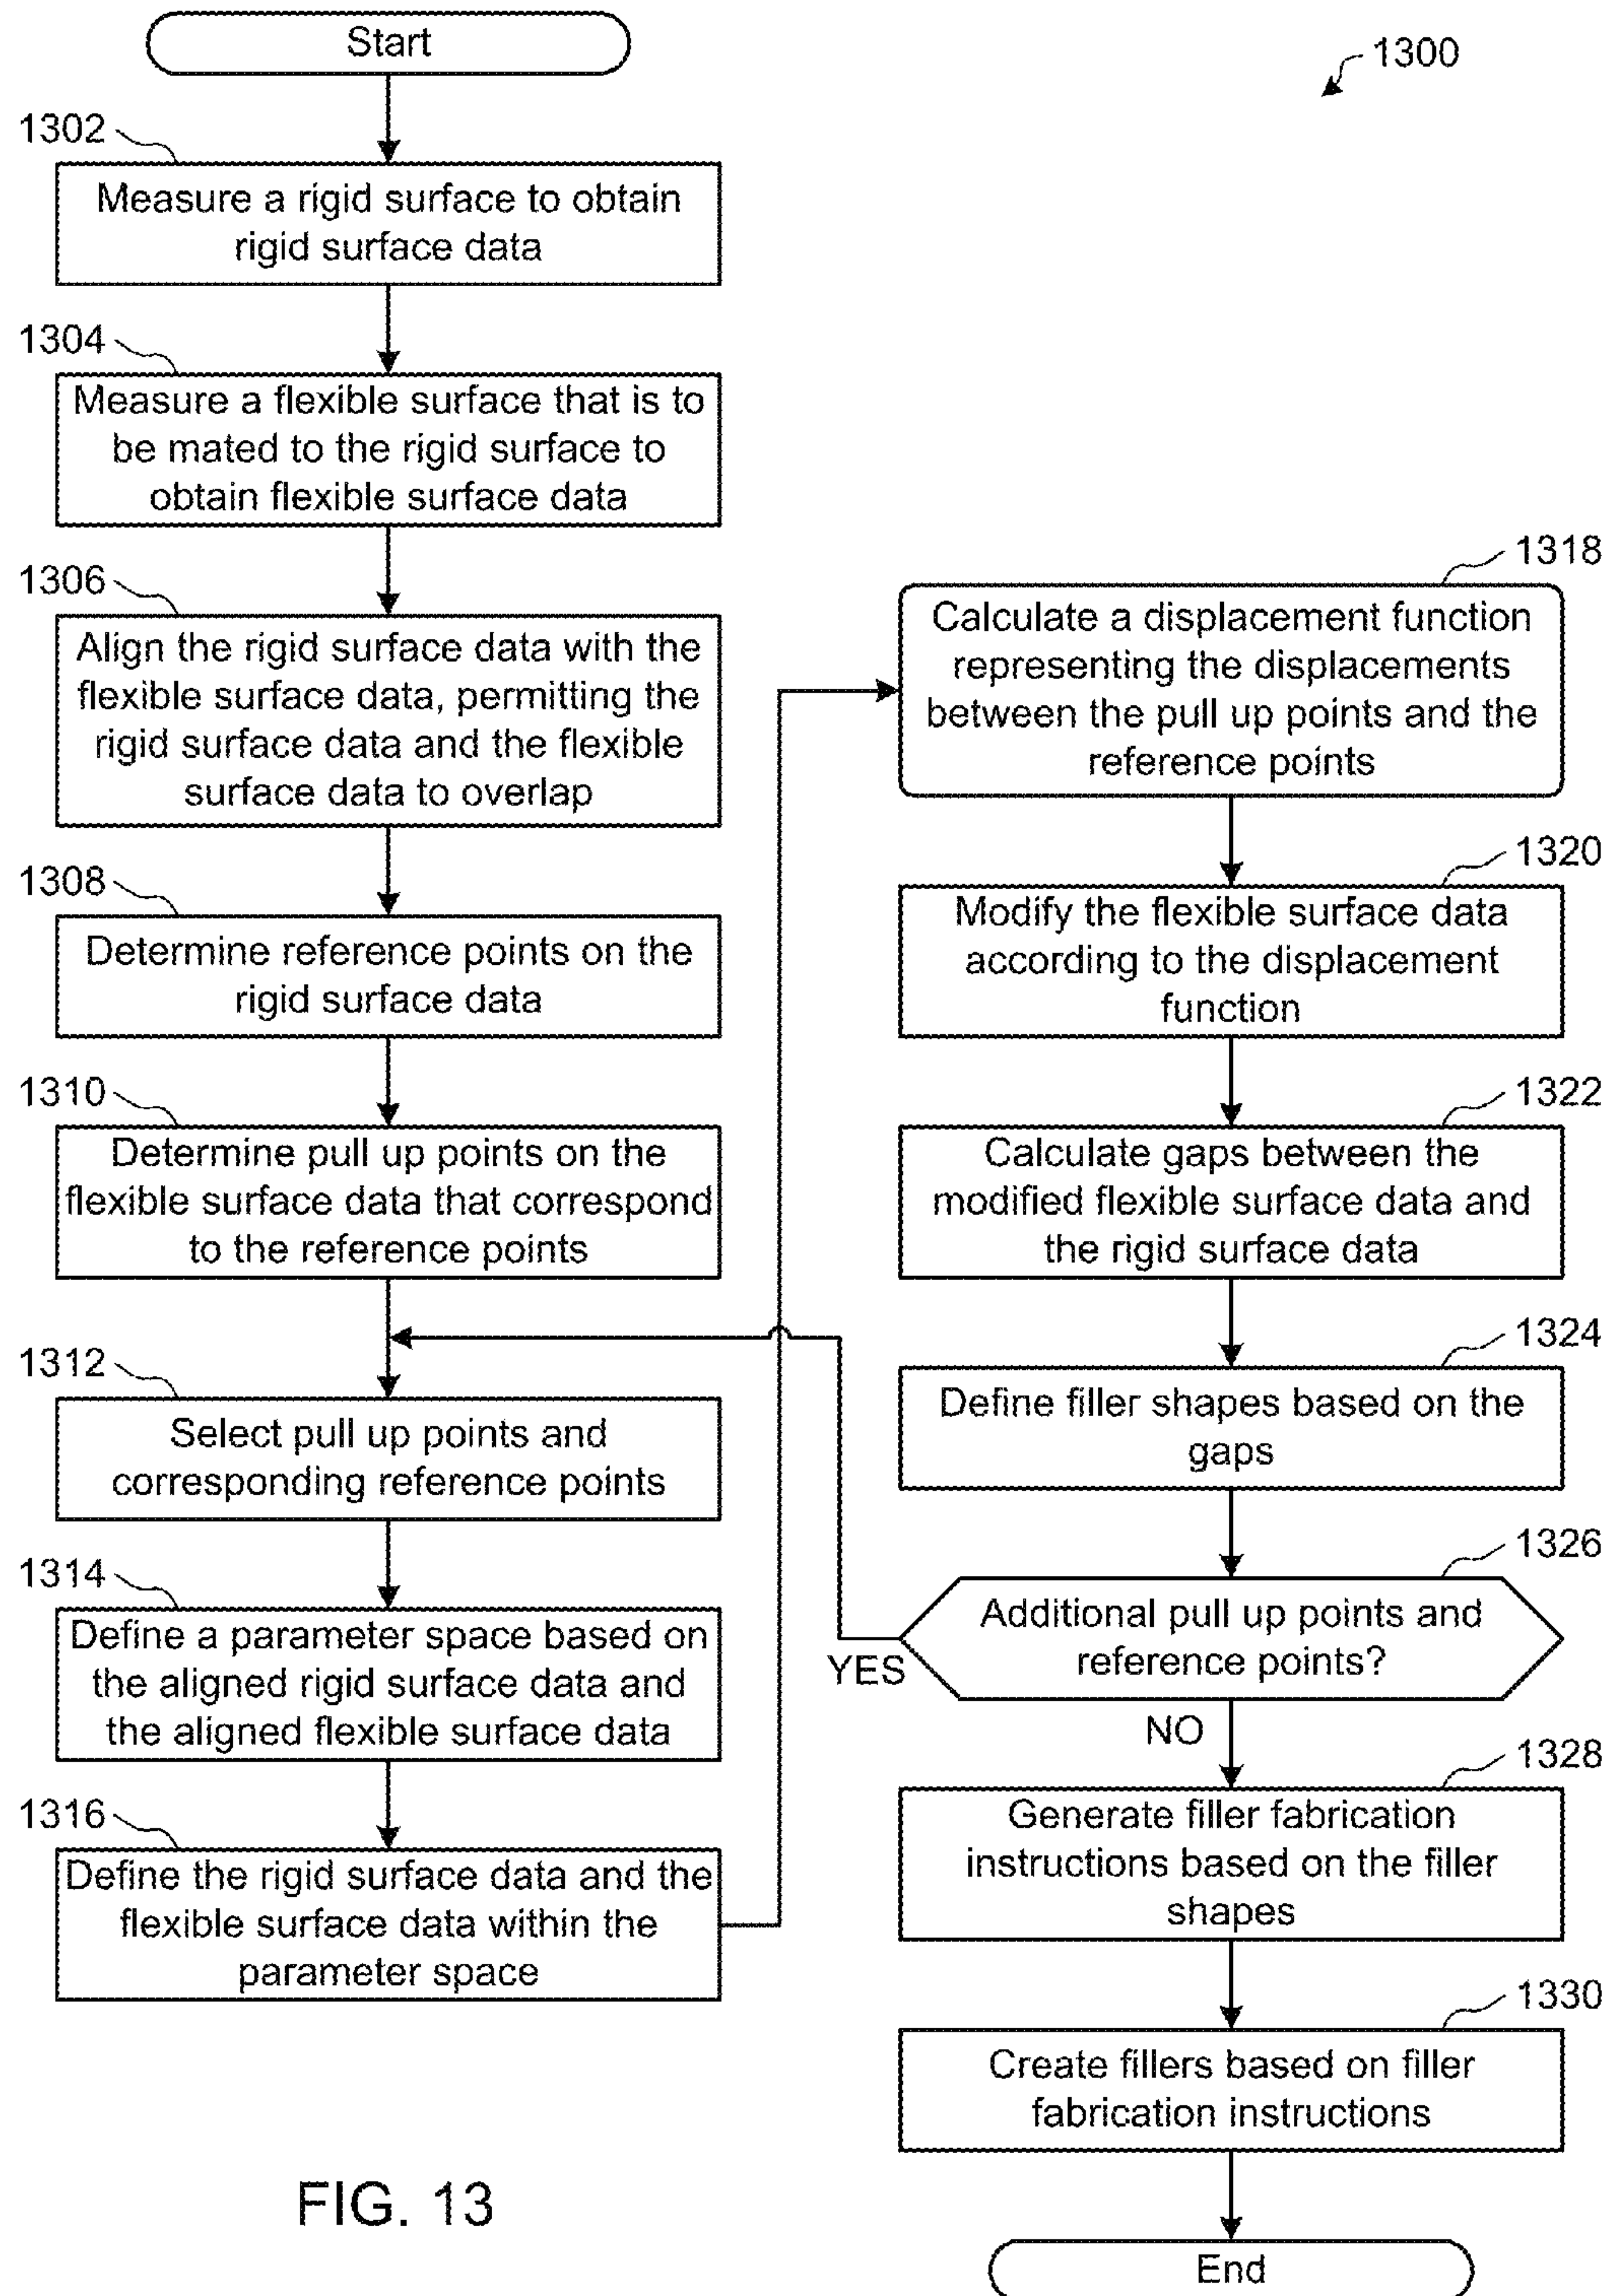 Start
1300
1302
Measure a rigid surface to obtain
rigid surface data
1304
Measure a flexible surface that is to
be mated to the rigid surface to
obtain flexible surface data
1306
Align the rigid surface data with the
flexible surface data, permitting the
rigid surface data and the flexible
surface data to overlap
1308
Determine reference points on the
rigid surface data
1310
Determine pull up points on the
flexible surface data that correspond
to the reference points
1312
Select pull up points and
corresponding reference points
1314
Define a parameter space based on
the aligned rigid surface data and
the aligned flexible surface data
1316
Define the rigid surface data and the
flexible surface data within the
parameter space
1318
Calculate a displacement function
representing the displacements
between the pull up points and the
reference points
1320
Modify the flexible surface data
according to the displacement
function
1322
Calculate gaps between the
modified flexible surface data and
the rigid surface data
1324
Define filler shapes based on the
gaps
1326
Additional pull up points and
reference points?
YES
NO
1328
Generate filler fabrication
instructions based on the filler
shapes
1330
Create fillers based on filler
fabrication instructions
End
FIG. 13